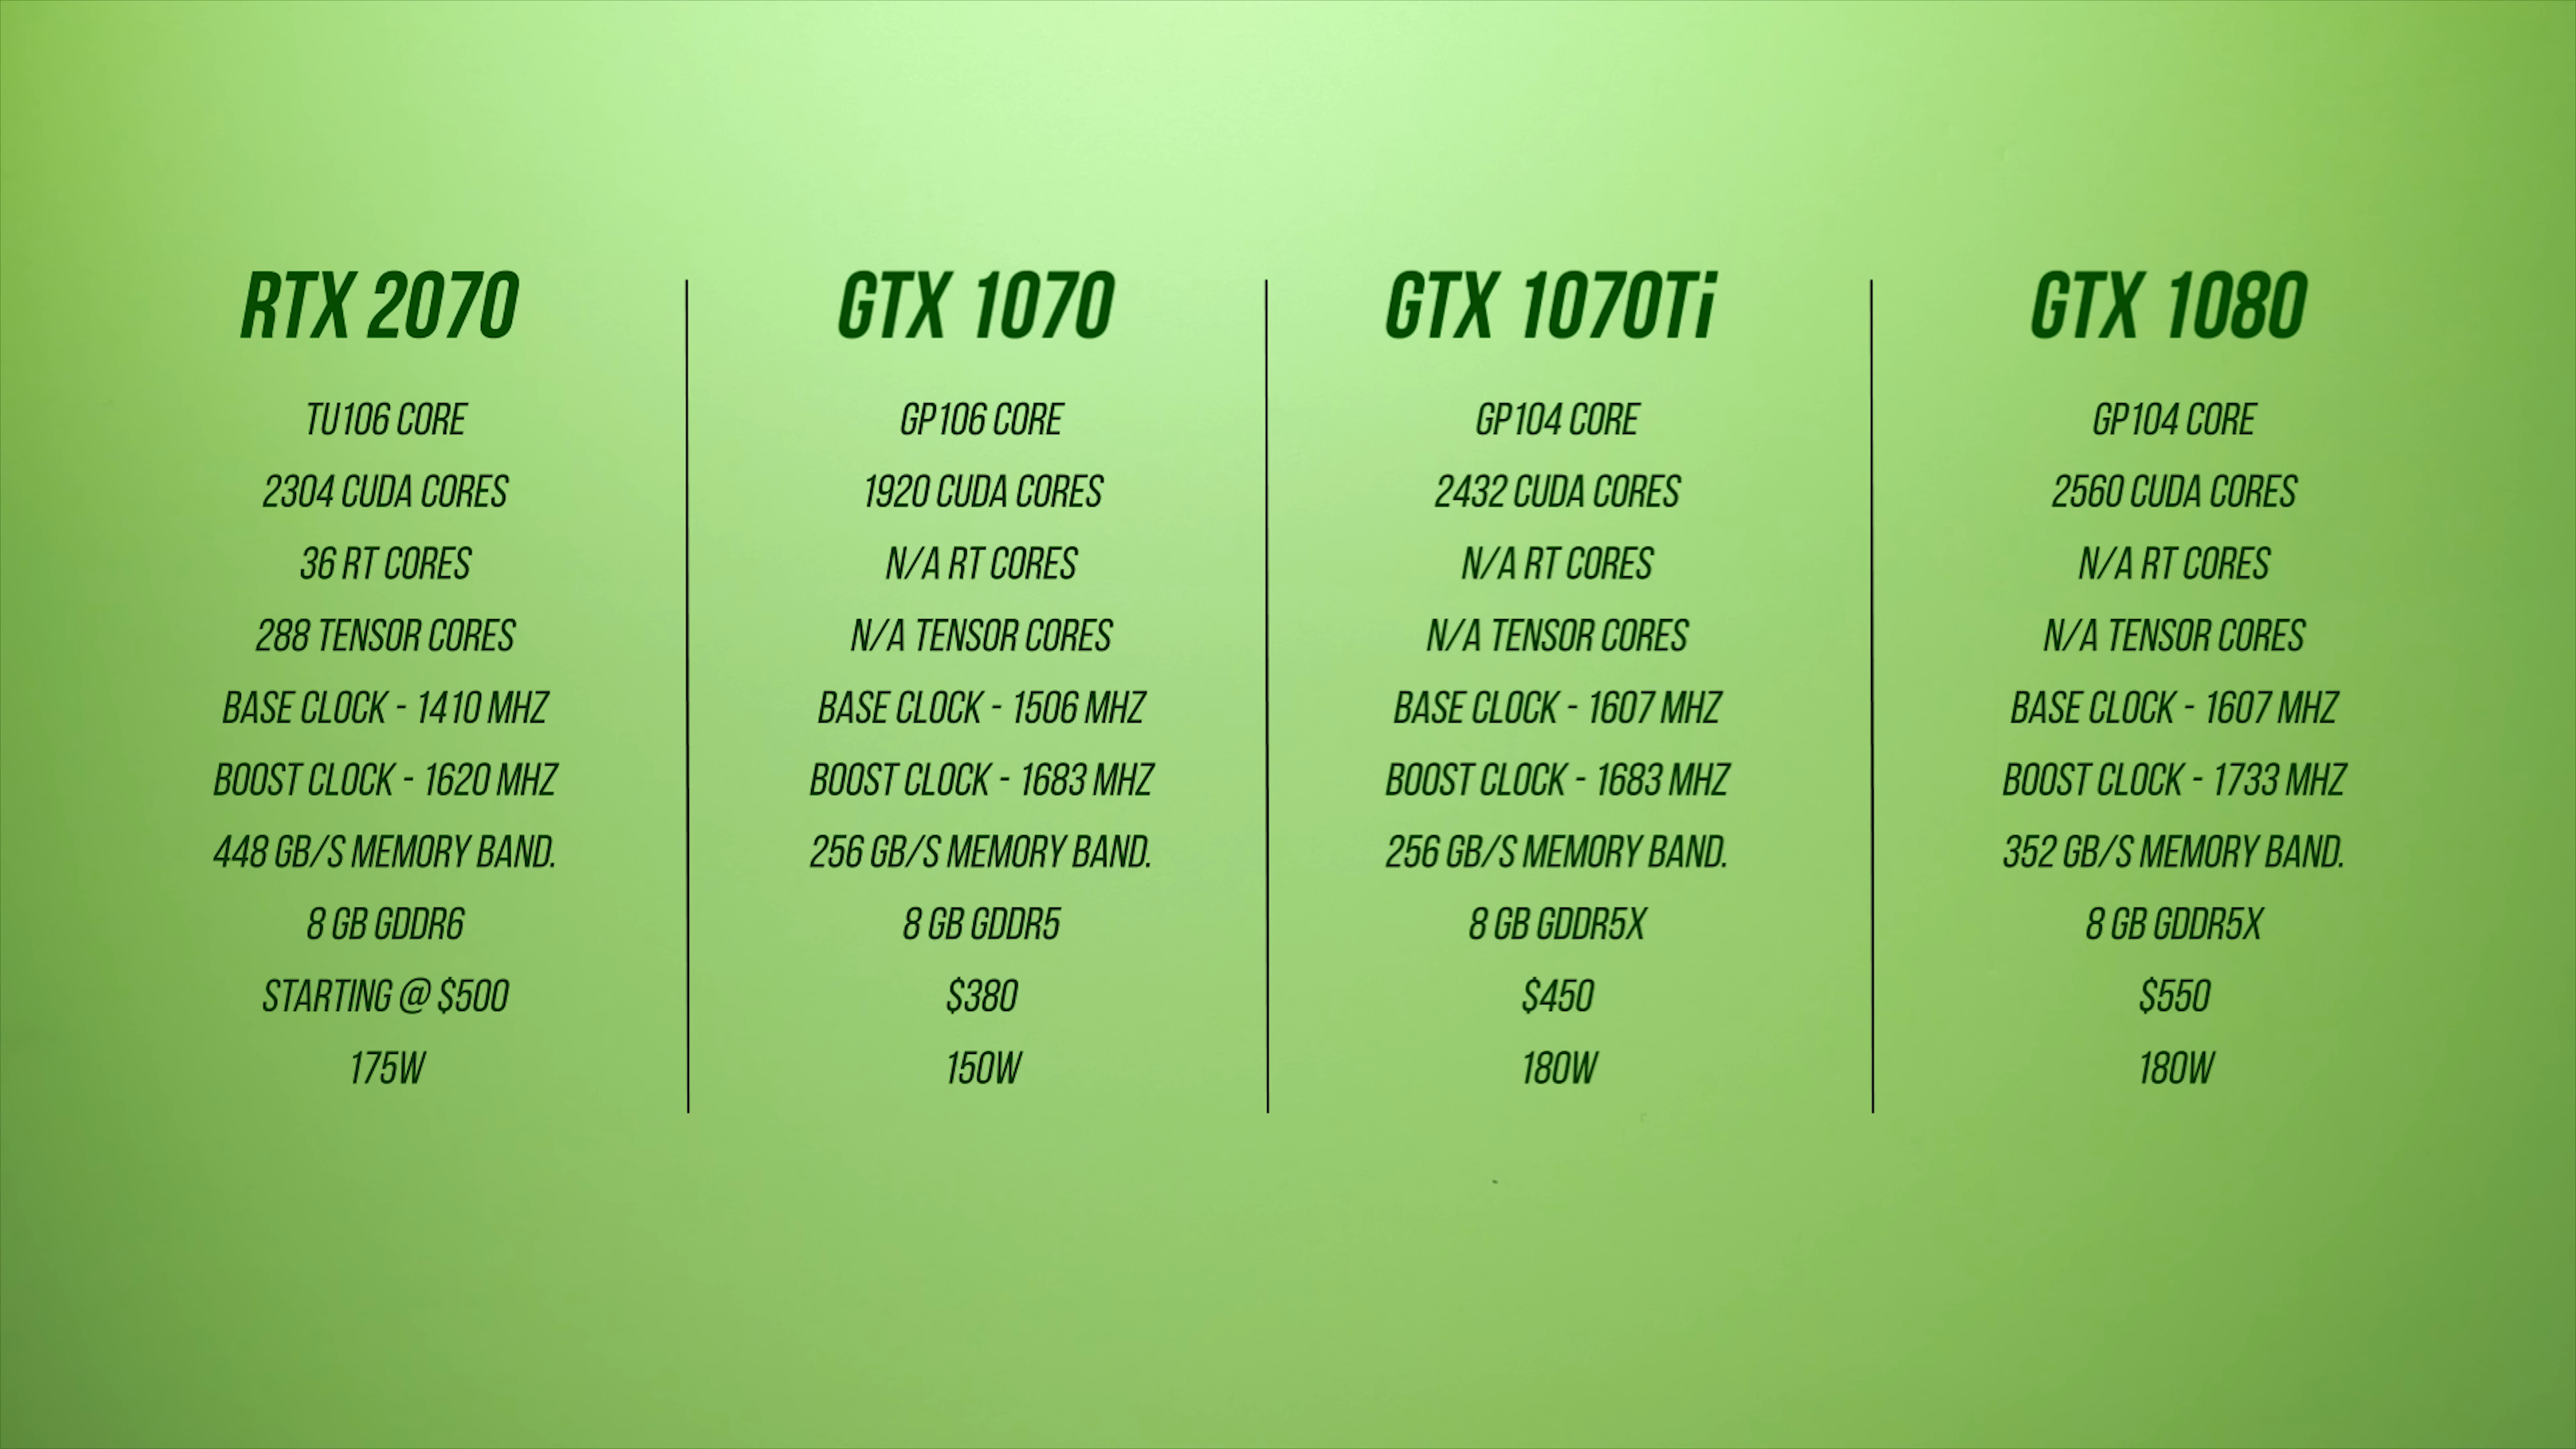 RTX 2070
TU106 CORE
2304 CUDA CORES
36 RT CORES
288 TENSOR CORES
BASE CLOCK - 1410 MHZ
BOOST CLOCK - 1620 MHZ
448 GB/S MEMORY BAND.
8 GB GDDR6
STARTING @ $500
175W
GTX 1070
GP106 CORE
1920 CUDA CORES
N/A RT CORES
N/A TENSOR CORES
BASE CLOCK - 1506 MHZ
BOOST CLOCK - 1683 MHZ
256 GB/S MEMORY BAND.
8 GB GDDR5
$380
150W
GTX 1070Ti
GP104 CORE
2432 CUDA CORES
N/A RT CORES
N/A TENSOR CORES
BASE CLOCK - 1607 MHZ
BOOST CLOCK - 1683 MHZ
256 GB/S MEMORY BAND.
8 GB GDDR5X
$450
180W
GTX 1080
GP104 CORE
2560 CUDA CORES
N/A RT CORES
N/A TENSOR CORES
BASE CLOCK - 1607 MHZ
BOOST CLOCK - 1733 MHZ
352 GB/S MEMORY BAND.
8 GB GDDR5X
$550
180W